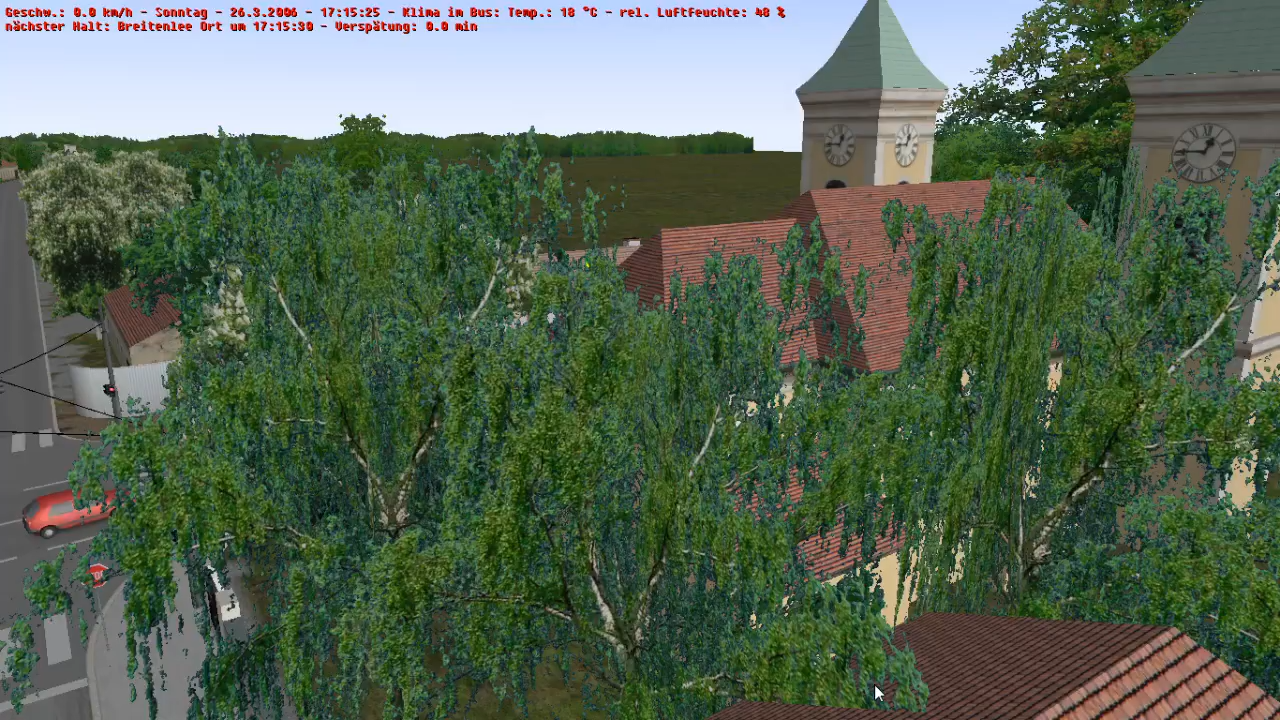 Geschw.: 0.0 km/h - Sonntag - 26.3.2006 - 17:15:25 - Klima im Bus: Temp.: 18 °C - rel. Luftfeuchte: 48 %
nächster Halt: Breitenlee Ort um 17:15:30 - Verspätung: 0.0 min